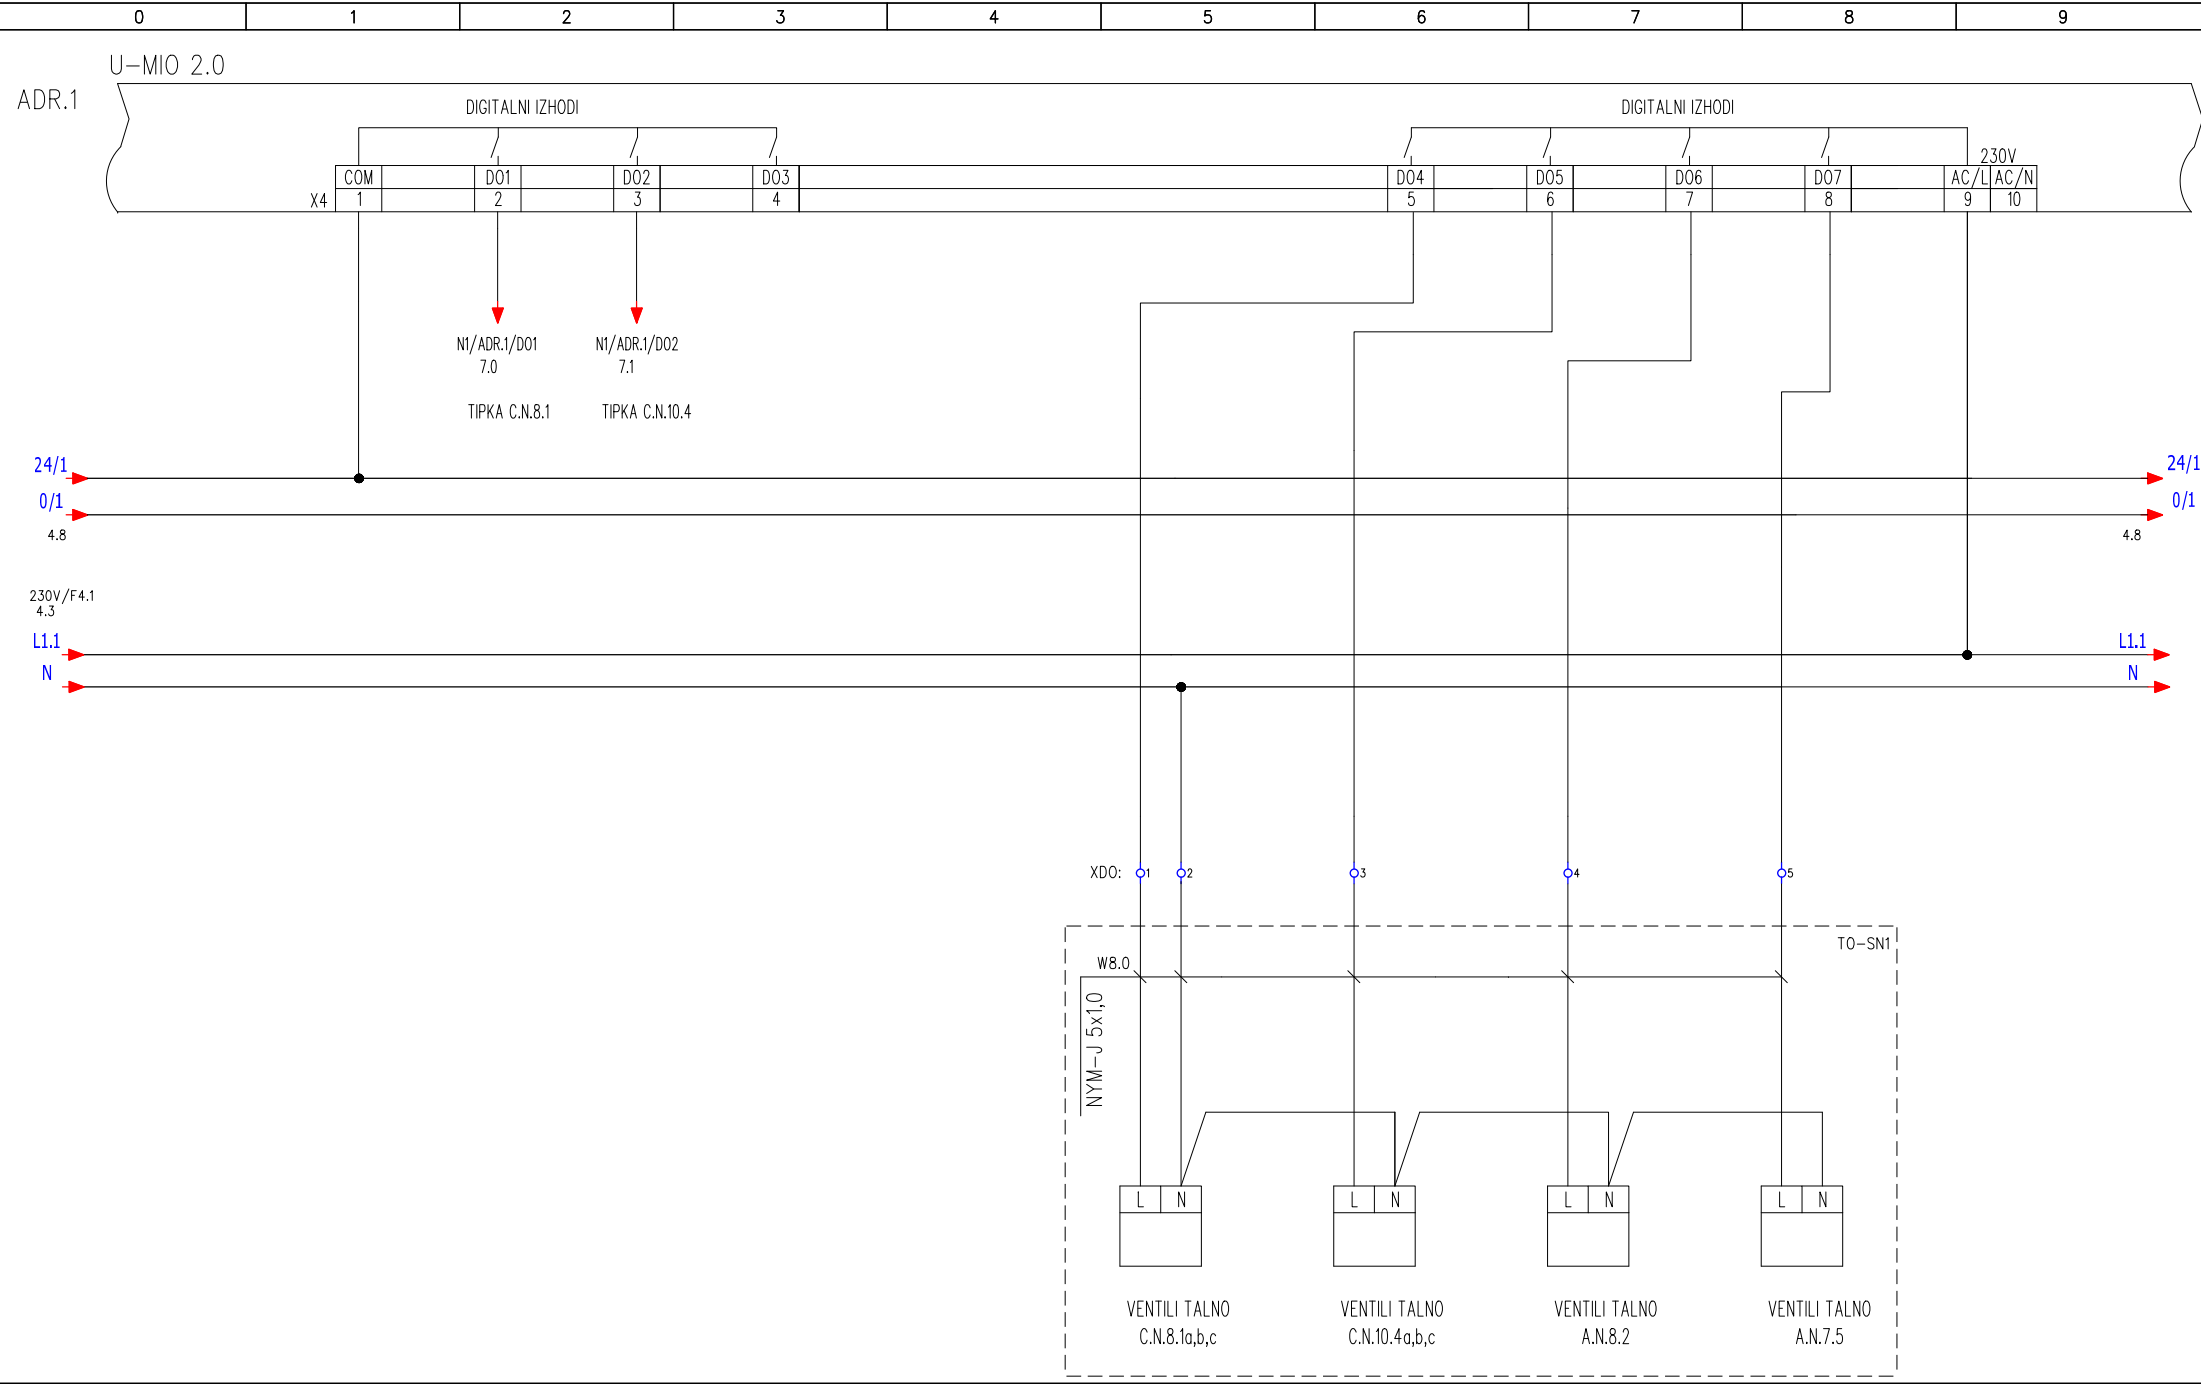 0 1 2 3 4 5 6 7 8 9
U-MIO 2.0
ADR.1
DIGITALNI IZHODI DIGITALNI IZHODI
230V
COM DO1 DO2 DO3 DO4 DO5 DO6 DO7 AC/L AC/N
X4 1 2 3 4 5 6 7 8 9 10
N1/ADR.1/DO1 N1/ADR.1/DO2
7.0 7.1
TIPKA C.N.8.1 TIPKA C.N.10.4
24/1 24/1
0/1 0/1
4.8 4.8
230V/F4.1
4.3
L1.1 L1.1
N N
XDO: 1 2 3 4 5
TO-SN1
W8.0
NYM-J 5x1,0
L N L N L N L N
VENTILI TALNO VENTILI TALNO VENTILI TALNO VENTILI TALNO
C.N.8.1a,b,c C.N.10.4a,b,c A.N.8.2 A.N.7.5